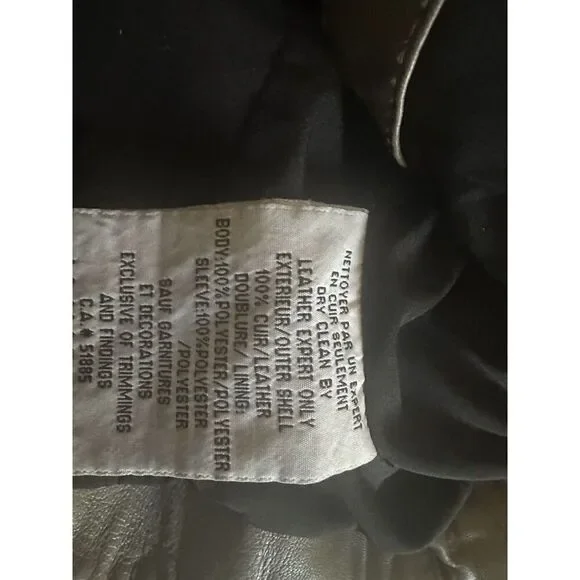 NETTOYER PAR UN EXPERT
EN CUIR SEULEMENT
DRY CLEAN BY
LEATHER EXPERT ONLY
EXTERIEUR/OUTER SHELL
100% CUIR/LEATHER
DOUBLURE/ LINING:
BODY:100%POLYESTER/POLYESTER
SLEEVE:100%POLYESTER
/POLYESTER
SAUF GARNITURES
ET DECORATIONS
EXCLUSIVE OF TRIMMINGS
AND FINDINGS
C.A.# 51885